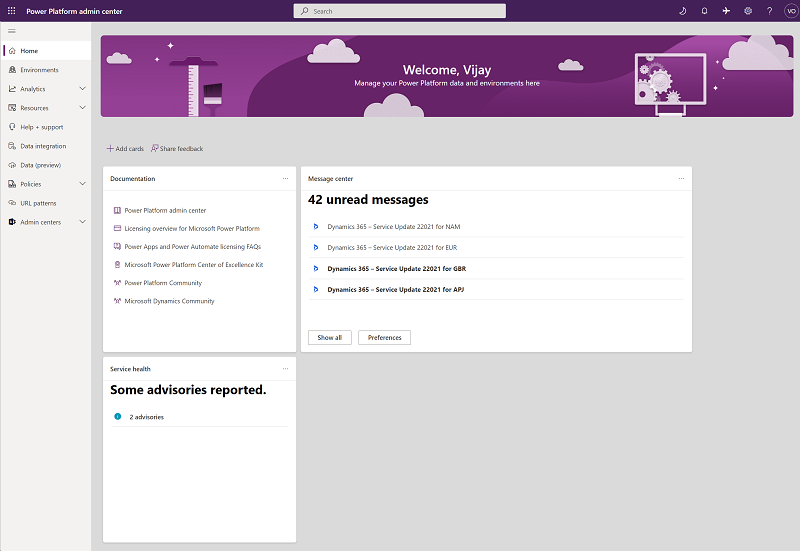 Power Platform admin center
Search
VO
Home
Environments
Analytics
Resources
Help + support
Data integration
Data (preview)
Policies
URL patterns
Admin centers
Welcome, Vijay
Manage your Power Platform data and environments here
Add cards
Share feedback
Documentation
Power Platform admin center
Licensing overview for Microsoft Power Platform
Power Apps and Power Automate licensing FAQs
Microsoft Power Platform Center of Excellence Kit
Power Platform Community
Microsoft Dynamics Community
Message center
42 unread messages
Dynamics 365 – Service Update 22021 for NAM
Dynamics 365 – Service Update 22021 for EUR
Dynamics 365 – Service Update 22021 for GBR
Dynamics 365 – Service Update 22021 for APJ
Show all
Preferences
Service health
Some advisories reported.
2 advisories